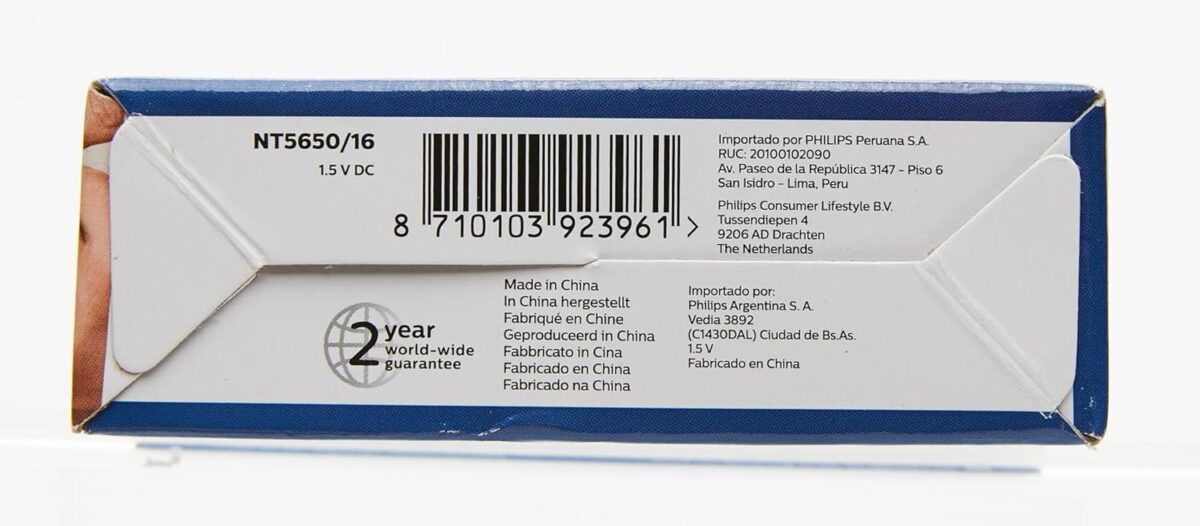 NT5650/16
1.5 V DC
8 710103 923961 >
Importado por PHILIPS Peruana S.A.
RUC: 20100102090
Av. Paseo de la República 3147 - Piso 6
San Isidro - Lima, Peru
Philips Consumer Lifestyle B.V.
Tussendiepen 4
9206 AD Drachten
The Netherlands
2 year
world-wide
guarantee
Made in China
In China hergestellt
Fabriqué en Chine
Geproduceerd in China
Fabbricato in Cina
Fabricado en China
Fabricado na China
Importado por:
Philips Argentina S. A.
Vedia 3892
(C1430DAL) Ciudad de Bs.As.
1.5 V
Fabricado en China